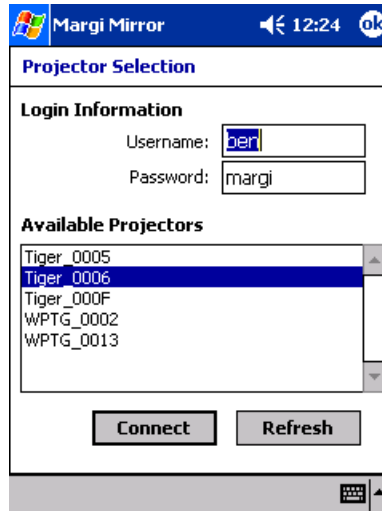 Margi Mirror 12:24 ok
Projector Selection
Login Information
Username: ben
Password: margi
Available Projectors
Tiger_0005
Tiger_0006
Tiger_000F
WPTG_0002
WPTG_0013
Connect Refresh